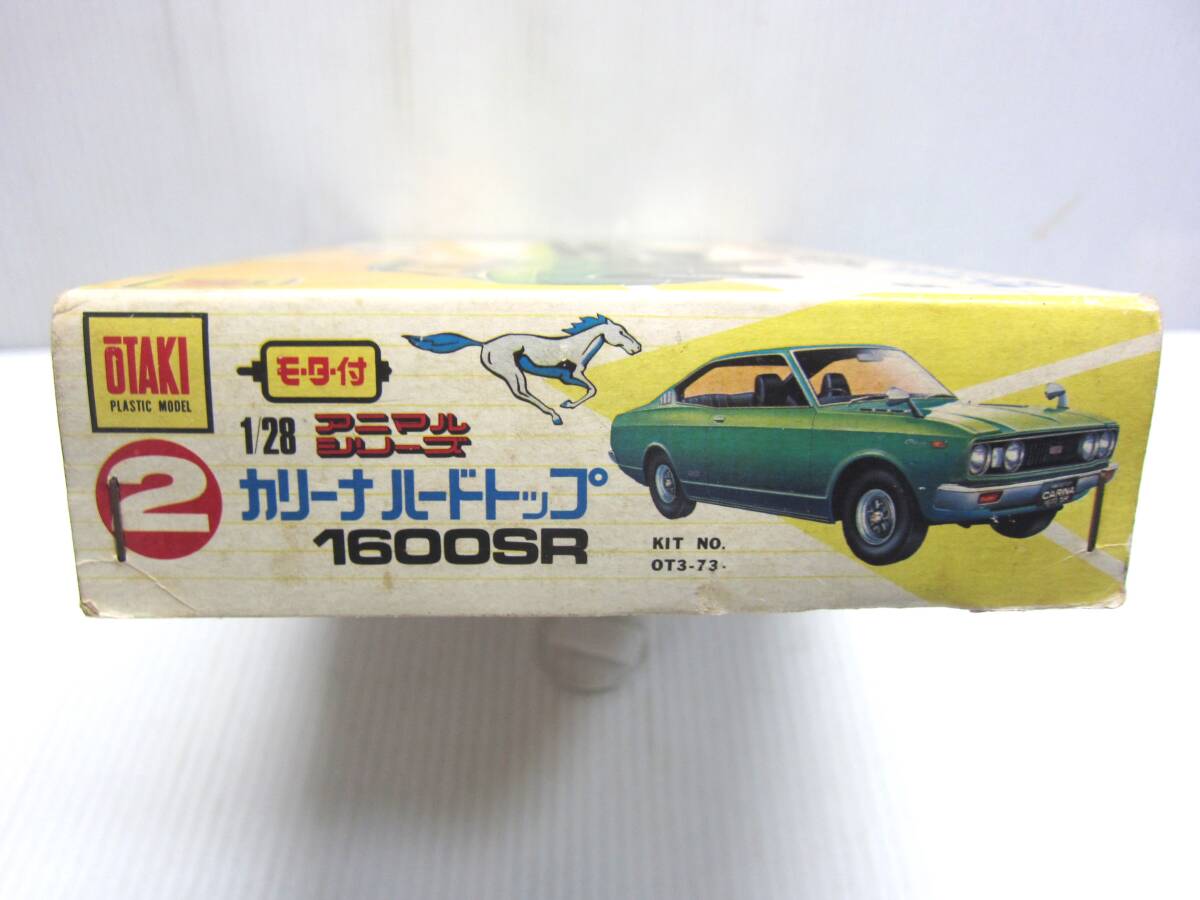 ŌTAKI
PLASTIC MODEL
モ・タ・付
1/28 アニマル
シリーズ
2
カリーナ ハードトップ
1600SR
KIT NO.
OT3-73
CARINA